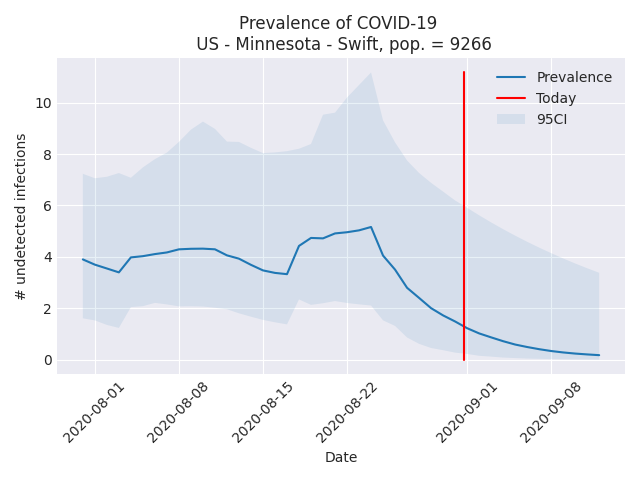 Prevalence of COVID-19
US - Minnesota - Swift, pop. = 9266
Prevalence
Today
95CI
# undetected infections
10
8
6
4
2
0
2020-08-01
2020-08-08
2020-08-15
2020-08-22
2020-09-01
2020-09-08
Date